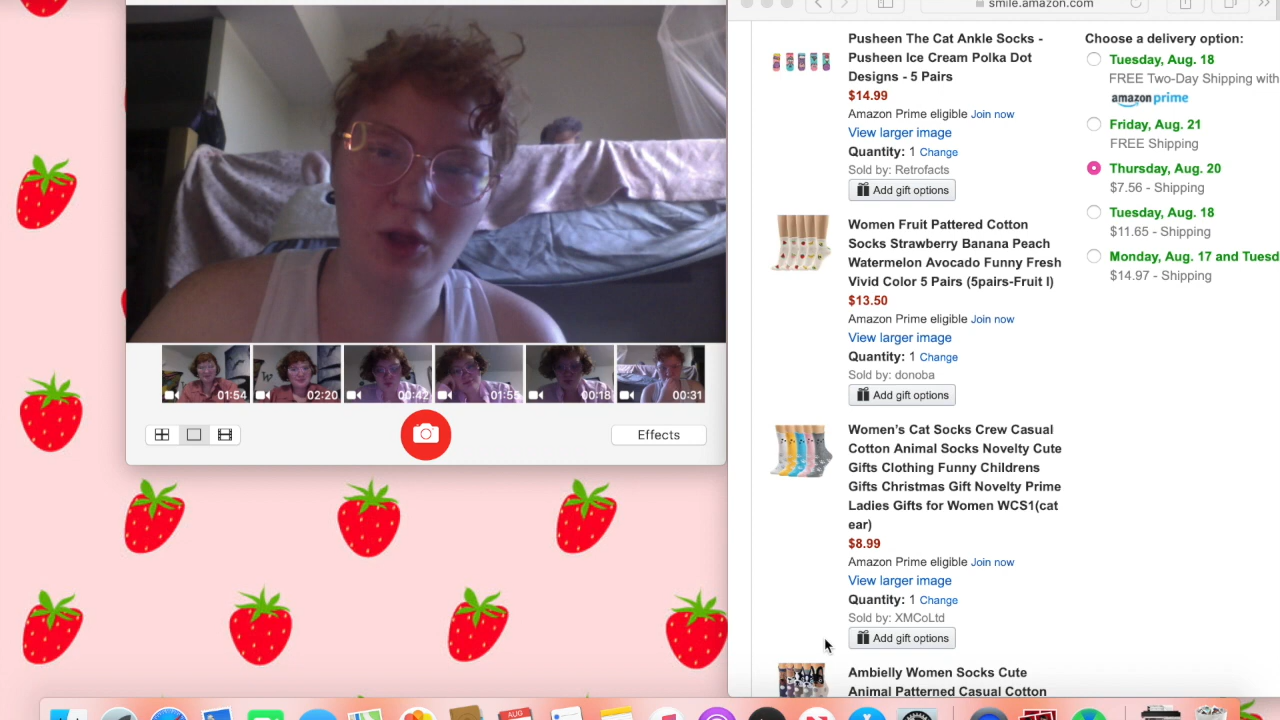 smile.amazon.com
Pusheen The Cat Ankle Socks -
Pusheen Ice Cream Polka Dot
Designs - 5 Pairs
$14.99
Amazon Prime eligible Join now
View larger image
Quantity: 1 Change
Sold by: Retrofacts
Add gift options
Women Fruit Pattered Cotton
Socks Strawberry Banana Peach
Watermelon Avocado Funny Fresh
Vivid Color 5 Pairs (5pairs-Fruit I)
$13.50
Amazon Prime eligible Join now
View larger image
Quantity: 1 Change
Sold by: donoba
Add gift options
Women's Cat Socks Crew Casual
Cotton Animal Socks Novelty Cute
Gifts Clothing Funny Childrens
Gifts Christmas Gift Novelty Prime
Ladies Gifts for Women WCS1(cat
ear)
$8.99
Amazon Prime eligible Join now
View larger image
Quantity: 1 Change
Sold by: XMCoLtd
Add gift options
Ambielly Women Socks Cute
Animal Patterned Casual Cotton
Choose a delivery option:
Tuesday, Aug. 18
FREE Two-Day Shipping with
amazon prime
Friday, Aug. 21
FREE Shipping
Thursday, Aug. 20
$7.56 - Shipping
Tuesday, Aug. 18
$11.65 - Shipping
Monday, Aug. 17 and Tuesd
$14.97 - Shipping
01:54
02:20
00:42
00:18
00:31
Effects
AUG